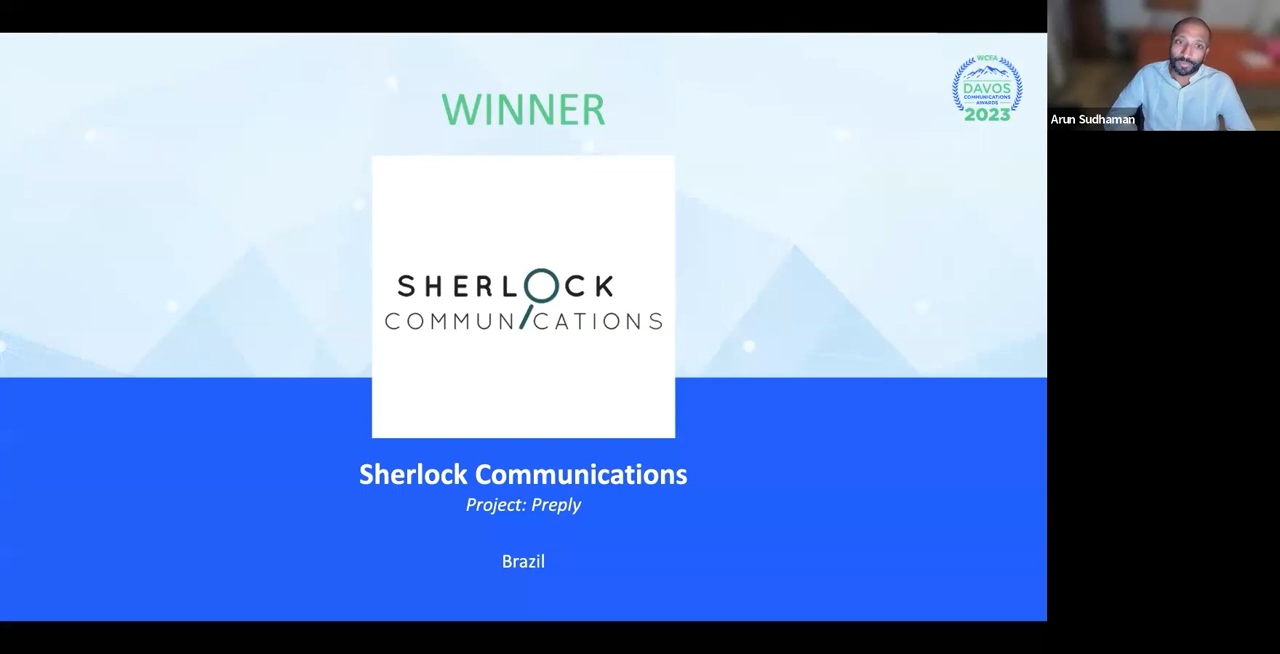 WINNER
WCFA
DAVOS
COMMUNICATIONS
AWARDS
2023
SHERLOCK
COMMUNICATIONS
Sherlock Communications
Project: Preply
Brazil
Arun Sudhaman